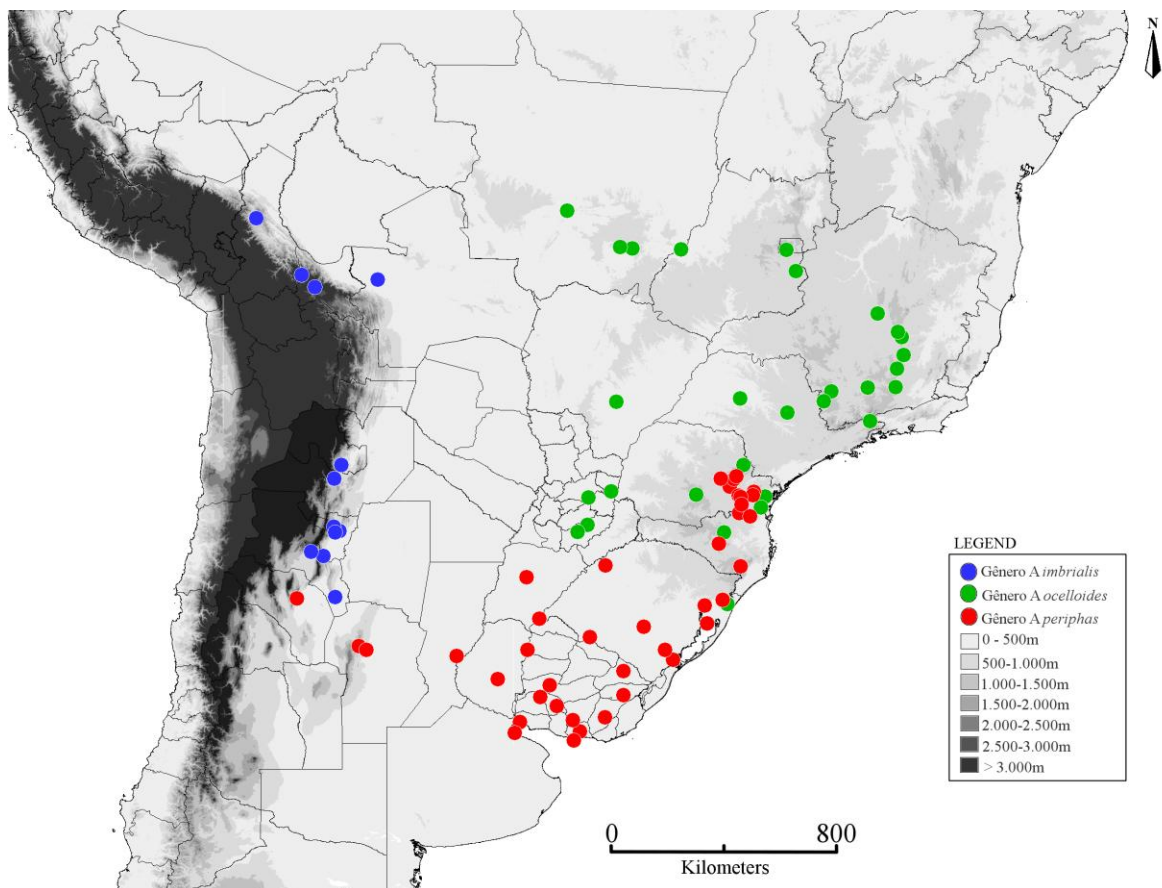 N
LEGEND
Gênero A imbrialis
Gênero A ocelloides
Gênero A periphas
0 - 500m
500-1.000m
1.000-1.500m
1.500-2.000m
2.000-2.500m
2.500-3.000m
> 3.000m
0 800
Kilometers